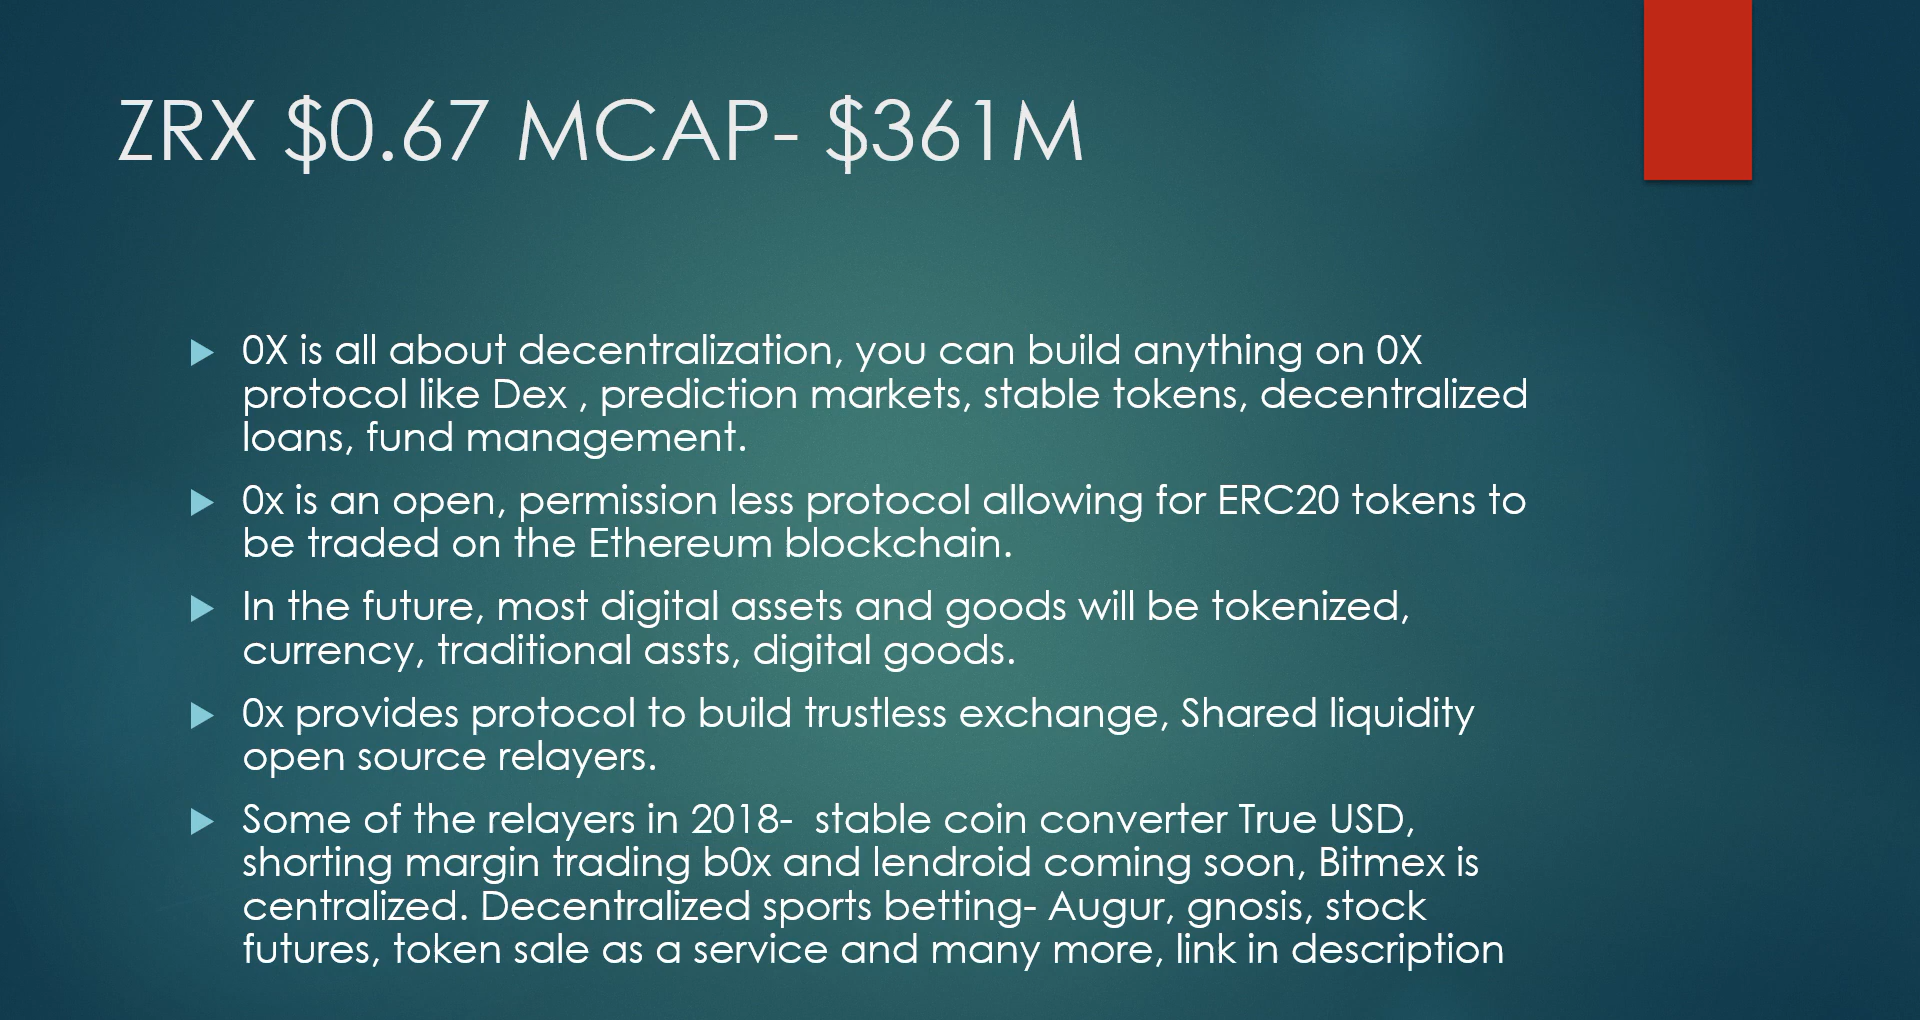 ZRX $0.67 MCAP- $361M
0X is all about decentralization, you can build anything on 0X
protocol like Dex , prediction markets, stable tokens, decentralized
loans, fund management.
0x is an open, permission less protocol allowing for ERC20 tokens to
be traded on the Ethereum blockchain.
In the future, most digital assets and goods will be tokenized,
currency, traditional assts, digital goods.
0x provides protocol to build trustless exchange, Shared liquidity
open source relayers.
Some of the relayers in 2018-  stable coin converter True USD,
shorting margin trading b0x and lendroid coming soon, Bitmex is
centralized. Decentralized sports betting- Augur, gnosis, stock
futures, token sale as a service and many more, link in description